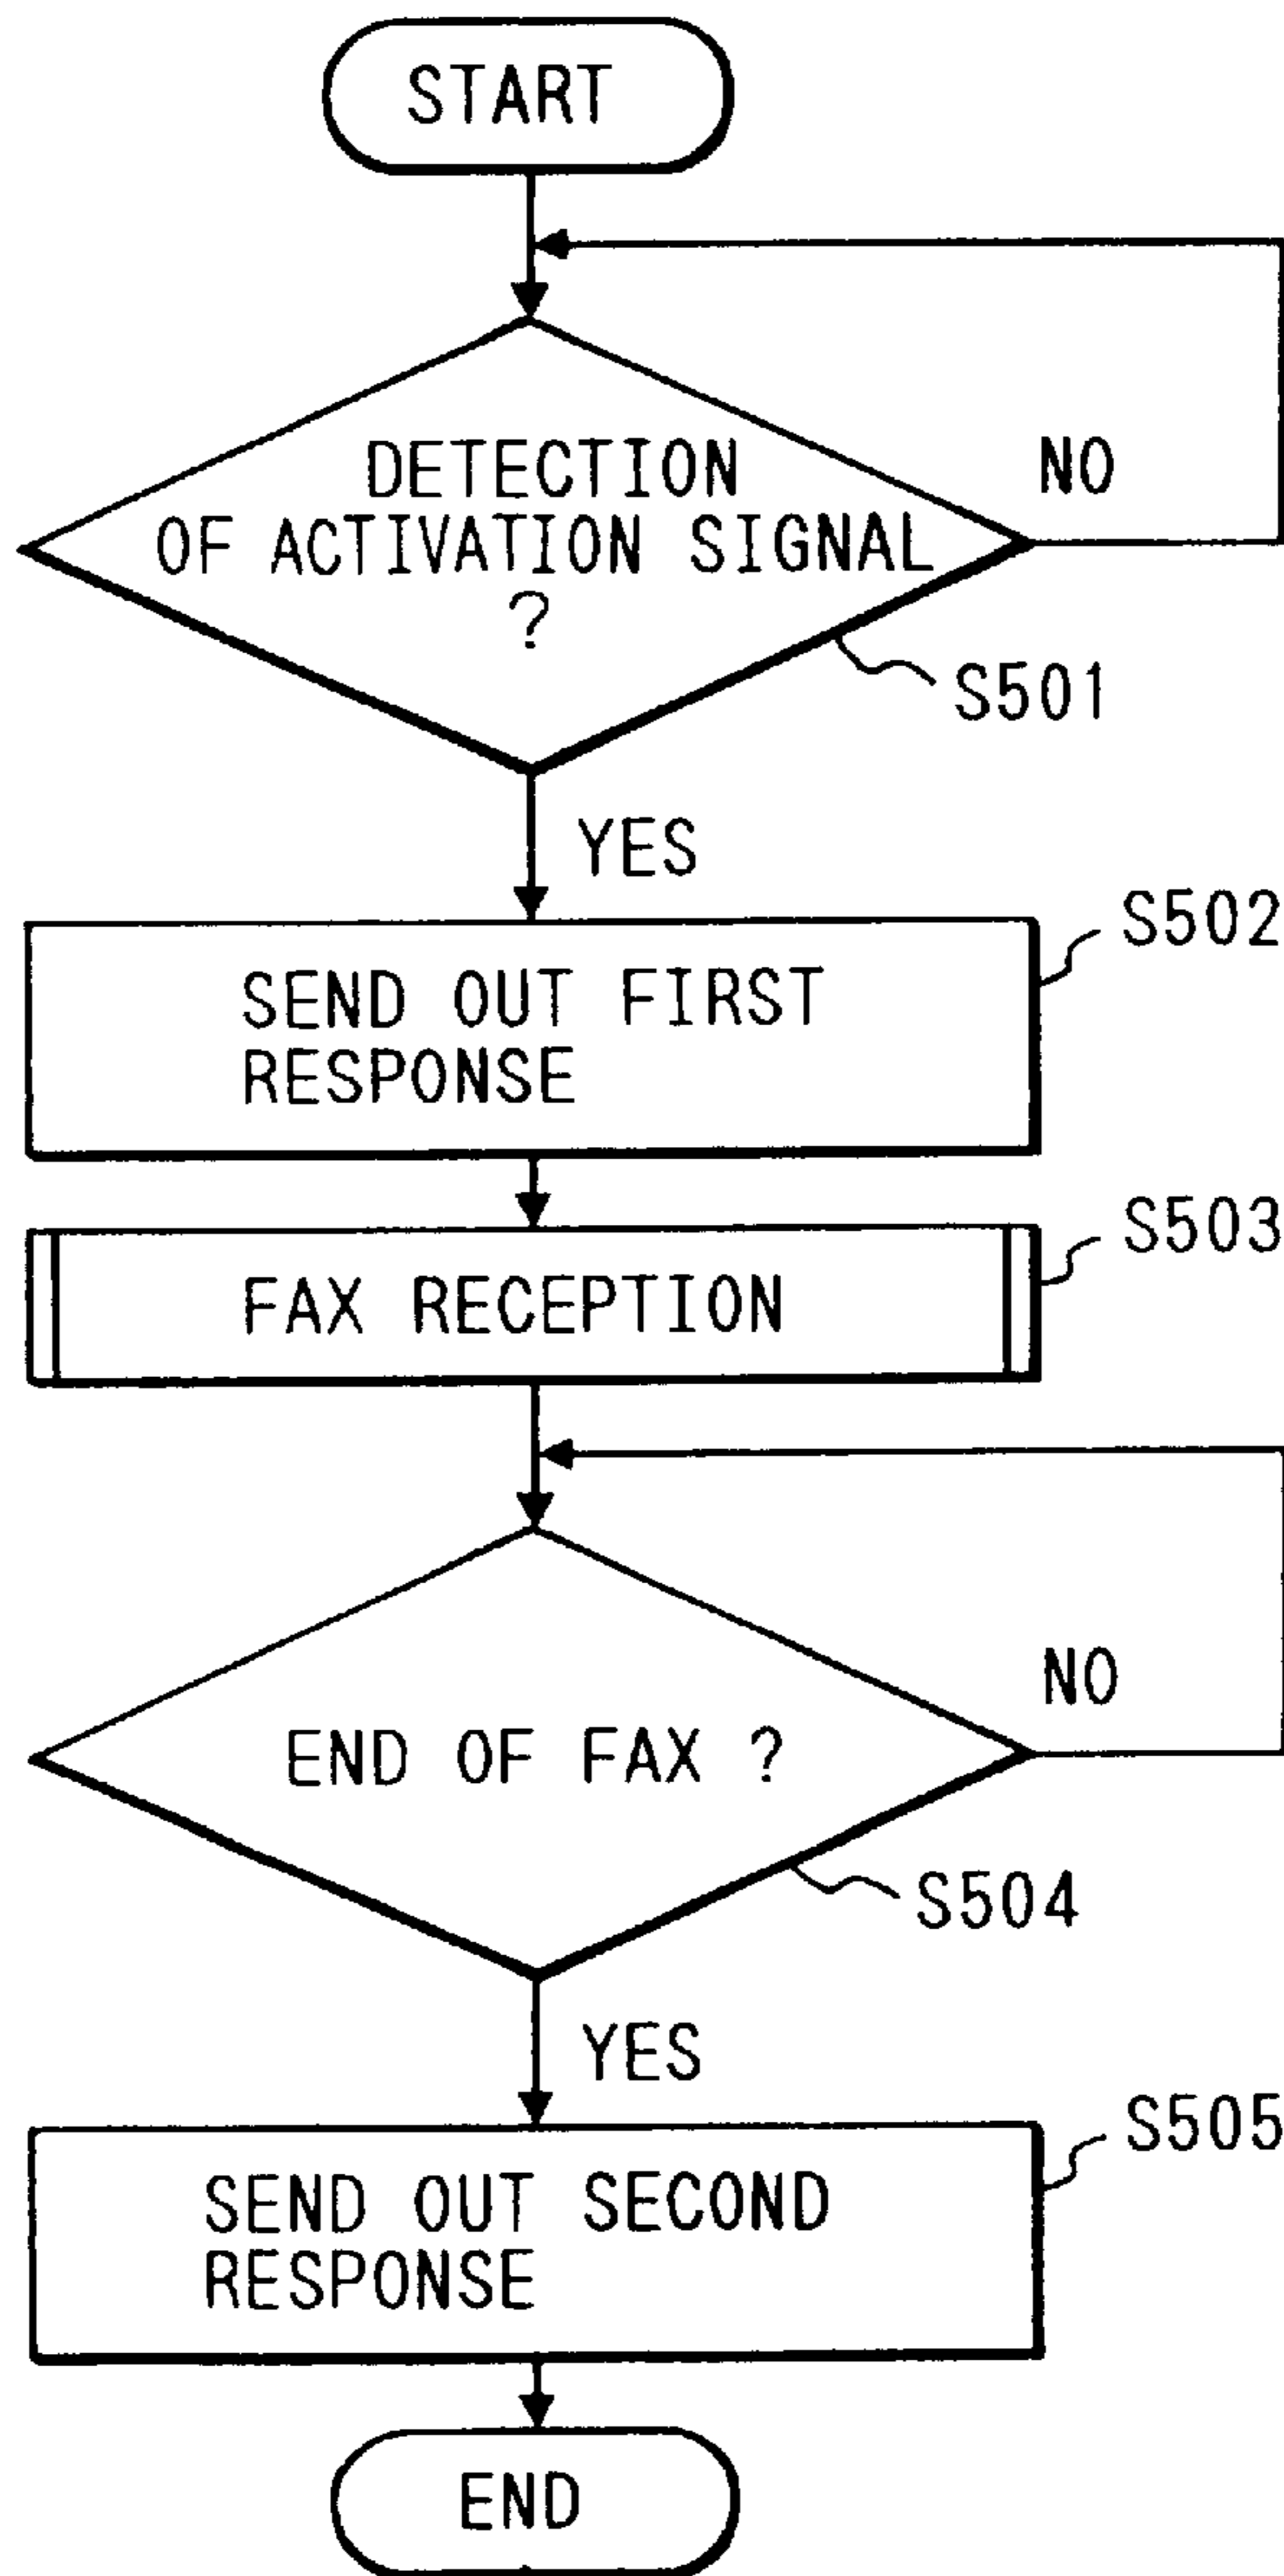 START
DETECTION
OF ACTIVATION SIGNAL
?
NO
S501
YES
S502
SEND OUT FIRST
RESPONSE
S503
FAX RECEPTION
NO
END OF FAX ?
S504
YES
S505
SEND OUT SECOND
RESPONSE
END